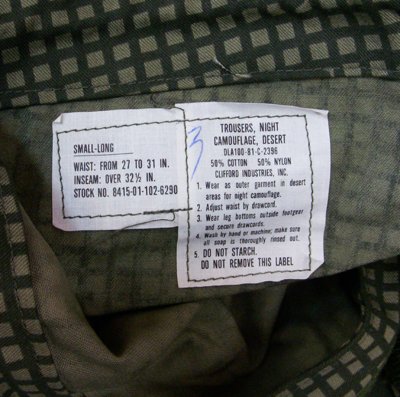 SMALL-LONG
WAIST: FROM 27 TO 31 IN.
INSEAM: OVER 32½ IN.
STOCK NO. 8415-01-102-6290
3
TROUSERS, NIGHT
CAMOUFLAGE, DESERT
DLA100-81-C-2396
50% COTTON 50% NYLON
CLIFFORD INDUSTRIES, INC.
1. Wear as outer garment in desert
areas for night camouflage.
2. Adjust waist by drawcord.
3. Wear leg bottoms outside footgear
and secure drawcords.
4. Wash by hand or machine; make sure
all soap is thoroughly rinsed out.
5. DO NOT STARCH.
DO NOT REMOVE THIS LABEL